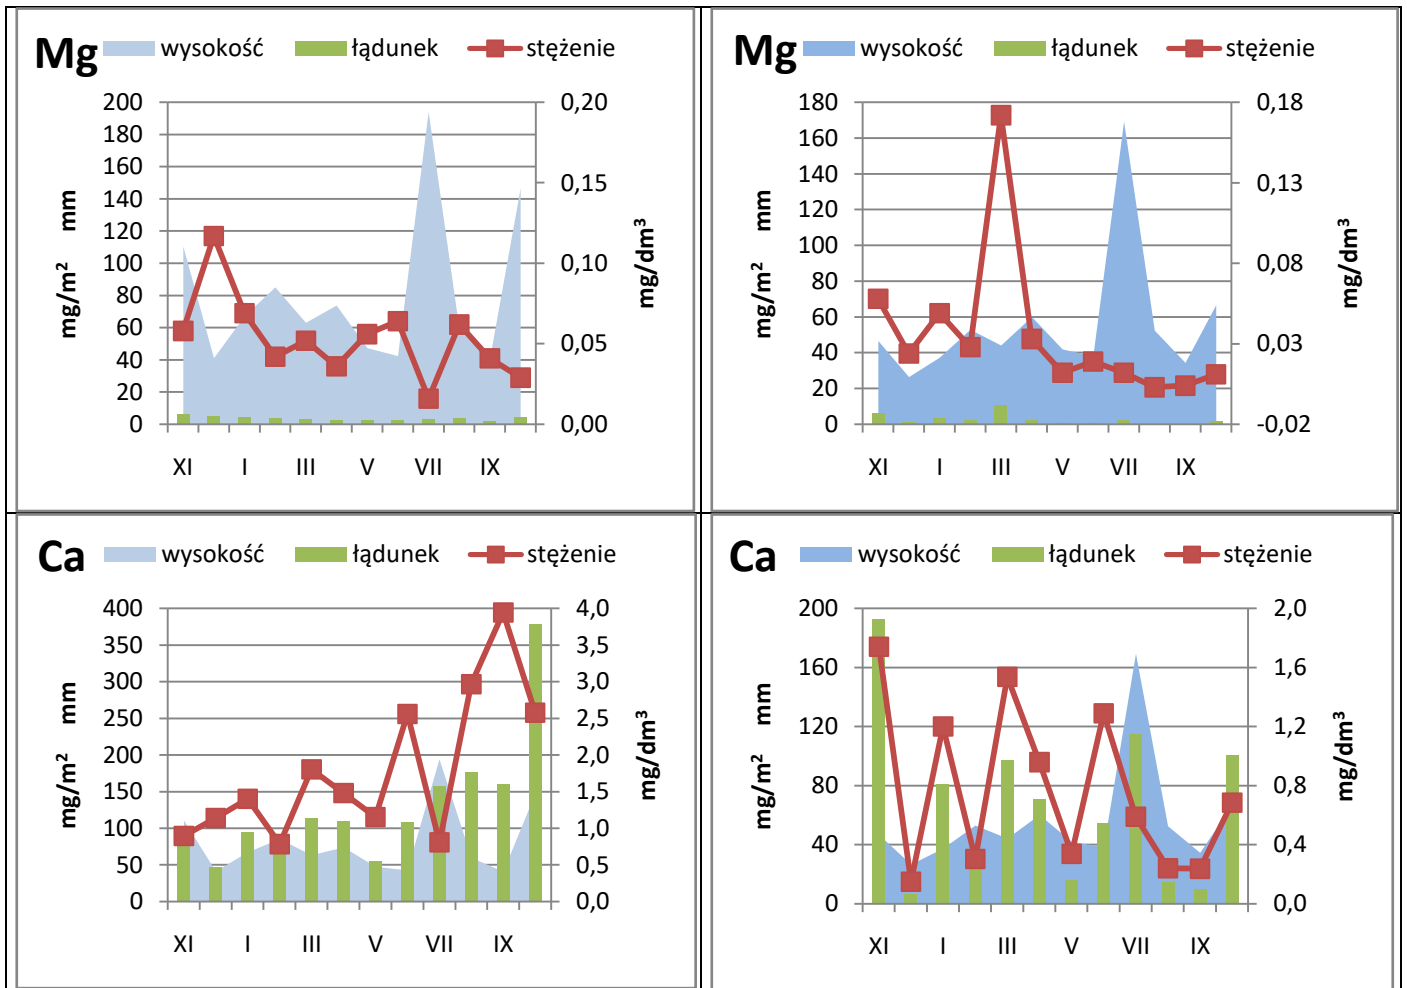 Mg wysokość łądunek stężenie
200 0,20
180
160
140 0,15
120
100 0,10
80
60 0,05
40
20
0 0,00
mg/m² mm
mg/dm³
XI I III V VII IX
Mg wysokość łądunek stężenie
180 0,18
160
140 0,13
120
100
80 0,08
60
40 0,03
20
0 -0,02
mg/m² mm
mg/dm³
XI I III V VII IX
Ca wysokość łądunek stężenie
400 4,0
350 3,5
300 3,0
250 2,5
200 2,0
150 1,5
100 1,0
50 0,5
0 0,0
mg/m² mm
mg/dm³
XI I III V VII IX
Ca wysokość łądunek stężenie
200 2,0
160 1,6
120 1,2
80 0,8
40 0,4
0 0,0
mg/m² mm
mg/dm³
XI I III V VII IX